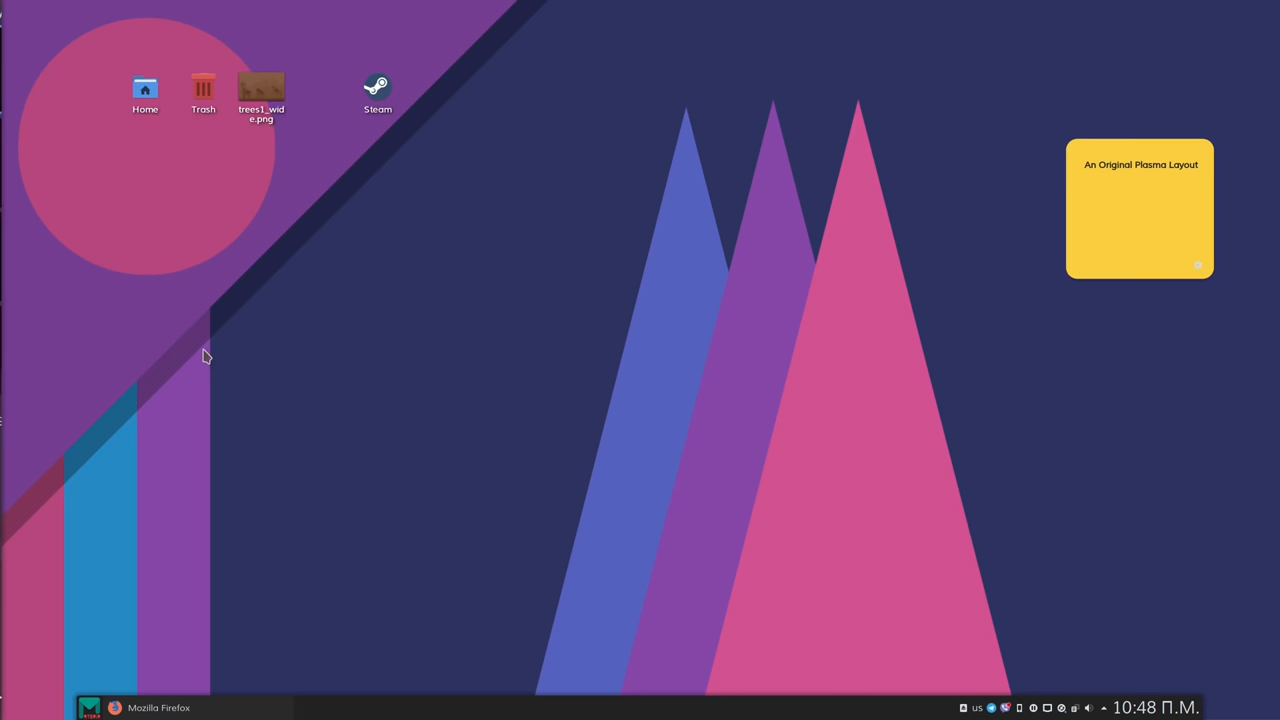 Home
Trash
trees1_wid
e.png
Steam
An Original Plasma Layout
Mozilla Firefox
us
10:48 Π.Μ.